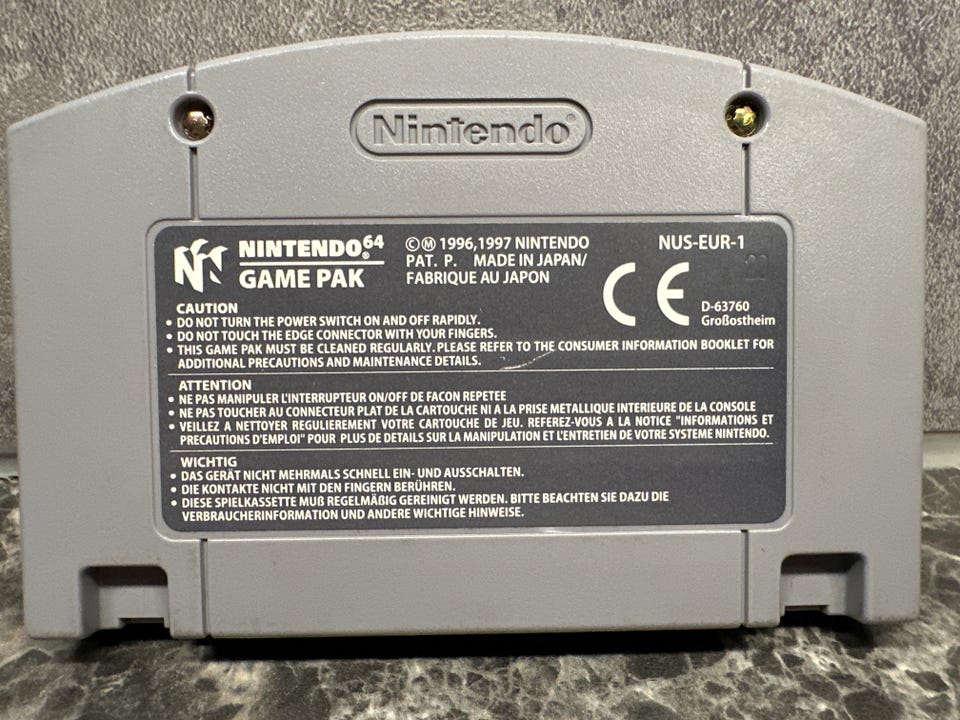 Nintendo®
NINTENDO⁶⁴®
GAME PAK
©Ⓜ 1996,1997 NINTENDO
PAT. P. MADE IN JAPAN/
FABRIQUE AU JAPON
NUS-EUR-1
CE
D-63760
Großostheim
CAUTION
• DO NOT TURN THE POWER SWITCH ON AND OFF RAPIDLY.
• DO NOT TOUCH THE EDGE CONNECTOR WITH YOUR FINGERS.
• THIS GAME PAK MUST BE CLEANED REGULARLY. PLEASE REFER TO THE CONSUMER INFORMATION BOOKLET FOR
ADDITIONAL PRECAUTIONS AND MAINTENANCE DETAILS.
ATTENTION
• NE PAS MANIPULER L'INTERRUPTEUR ON/OFF DE FACON REPETEE
• NE PAS TOUCHER AU CONNECTEUR PLAT DE LA CARTOUCHE NI A LA PRISE METALLIQUE INTERIEURE DE LA CONSOLE
• VEILLEZ A NETTOYER REGULIEREMENT VOTRE CARTOUCHE DE JEU. REFEREZ-VOUS A LA NOTICE "INFORMATIONS ET
PRECAUTIONS D'EMPLOI" POUR PLUS DE DETAILS SUR LA MANIPULATION ET L'ENTRETIEN DE VOTRE SYSTEME NINTENDO.
WICHTIG
• DAS GERÄT NICHT MEHRMALS SCHNELL EIN- UND AUSSCHALTEN.
• DIE KONTAKTE NICHT MIT DEN FINGERN BERÜHREN.
• DIESE SPIELKASSETTE MUß REGELMÄßIG GEREINIGT WERDEN. BITTE BEACHTEN SIE DAZU DIE
VERBRAUCHERINFORMATION UND ANDERE WICHTIGE HINWEISE.